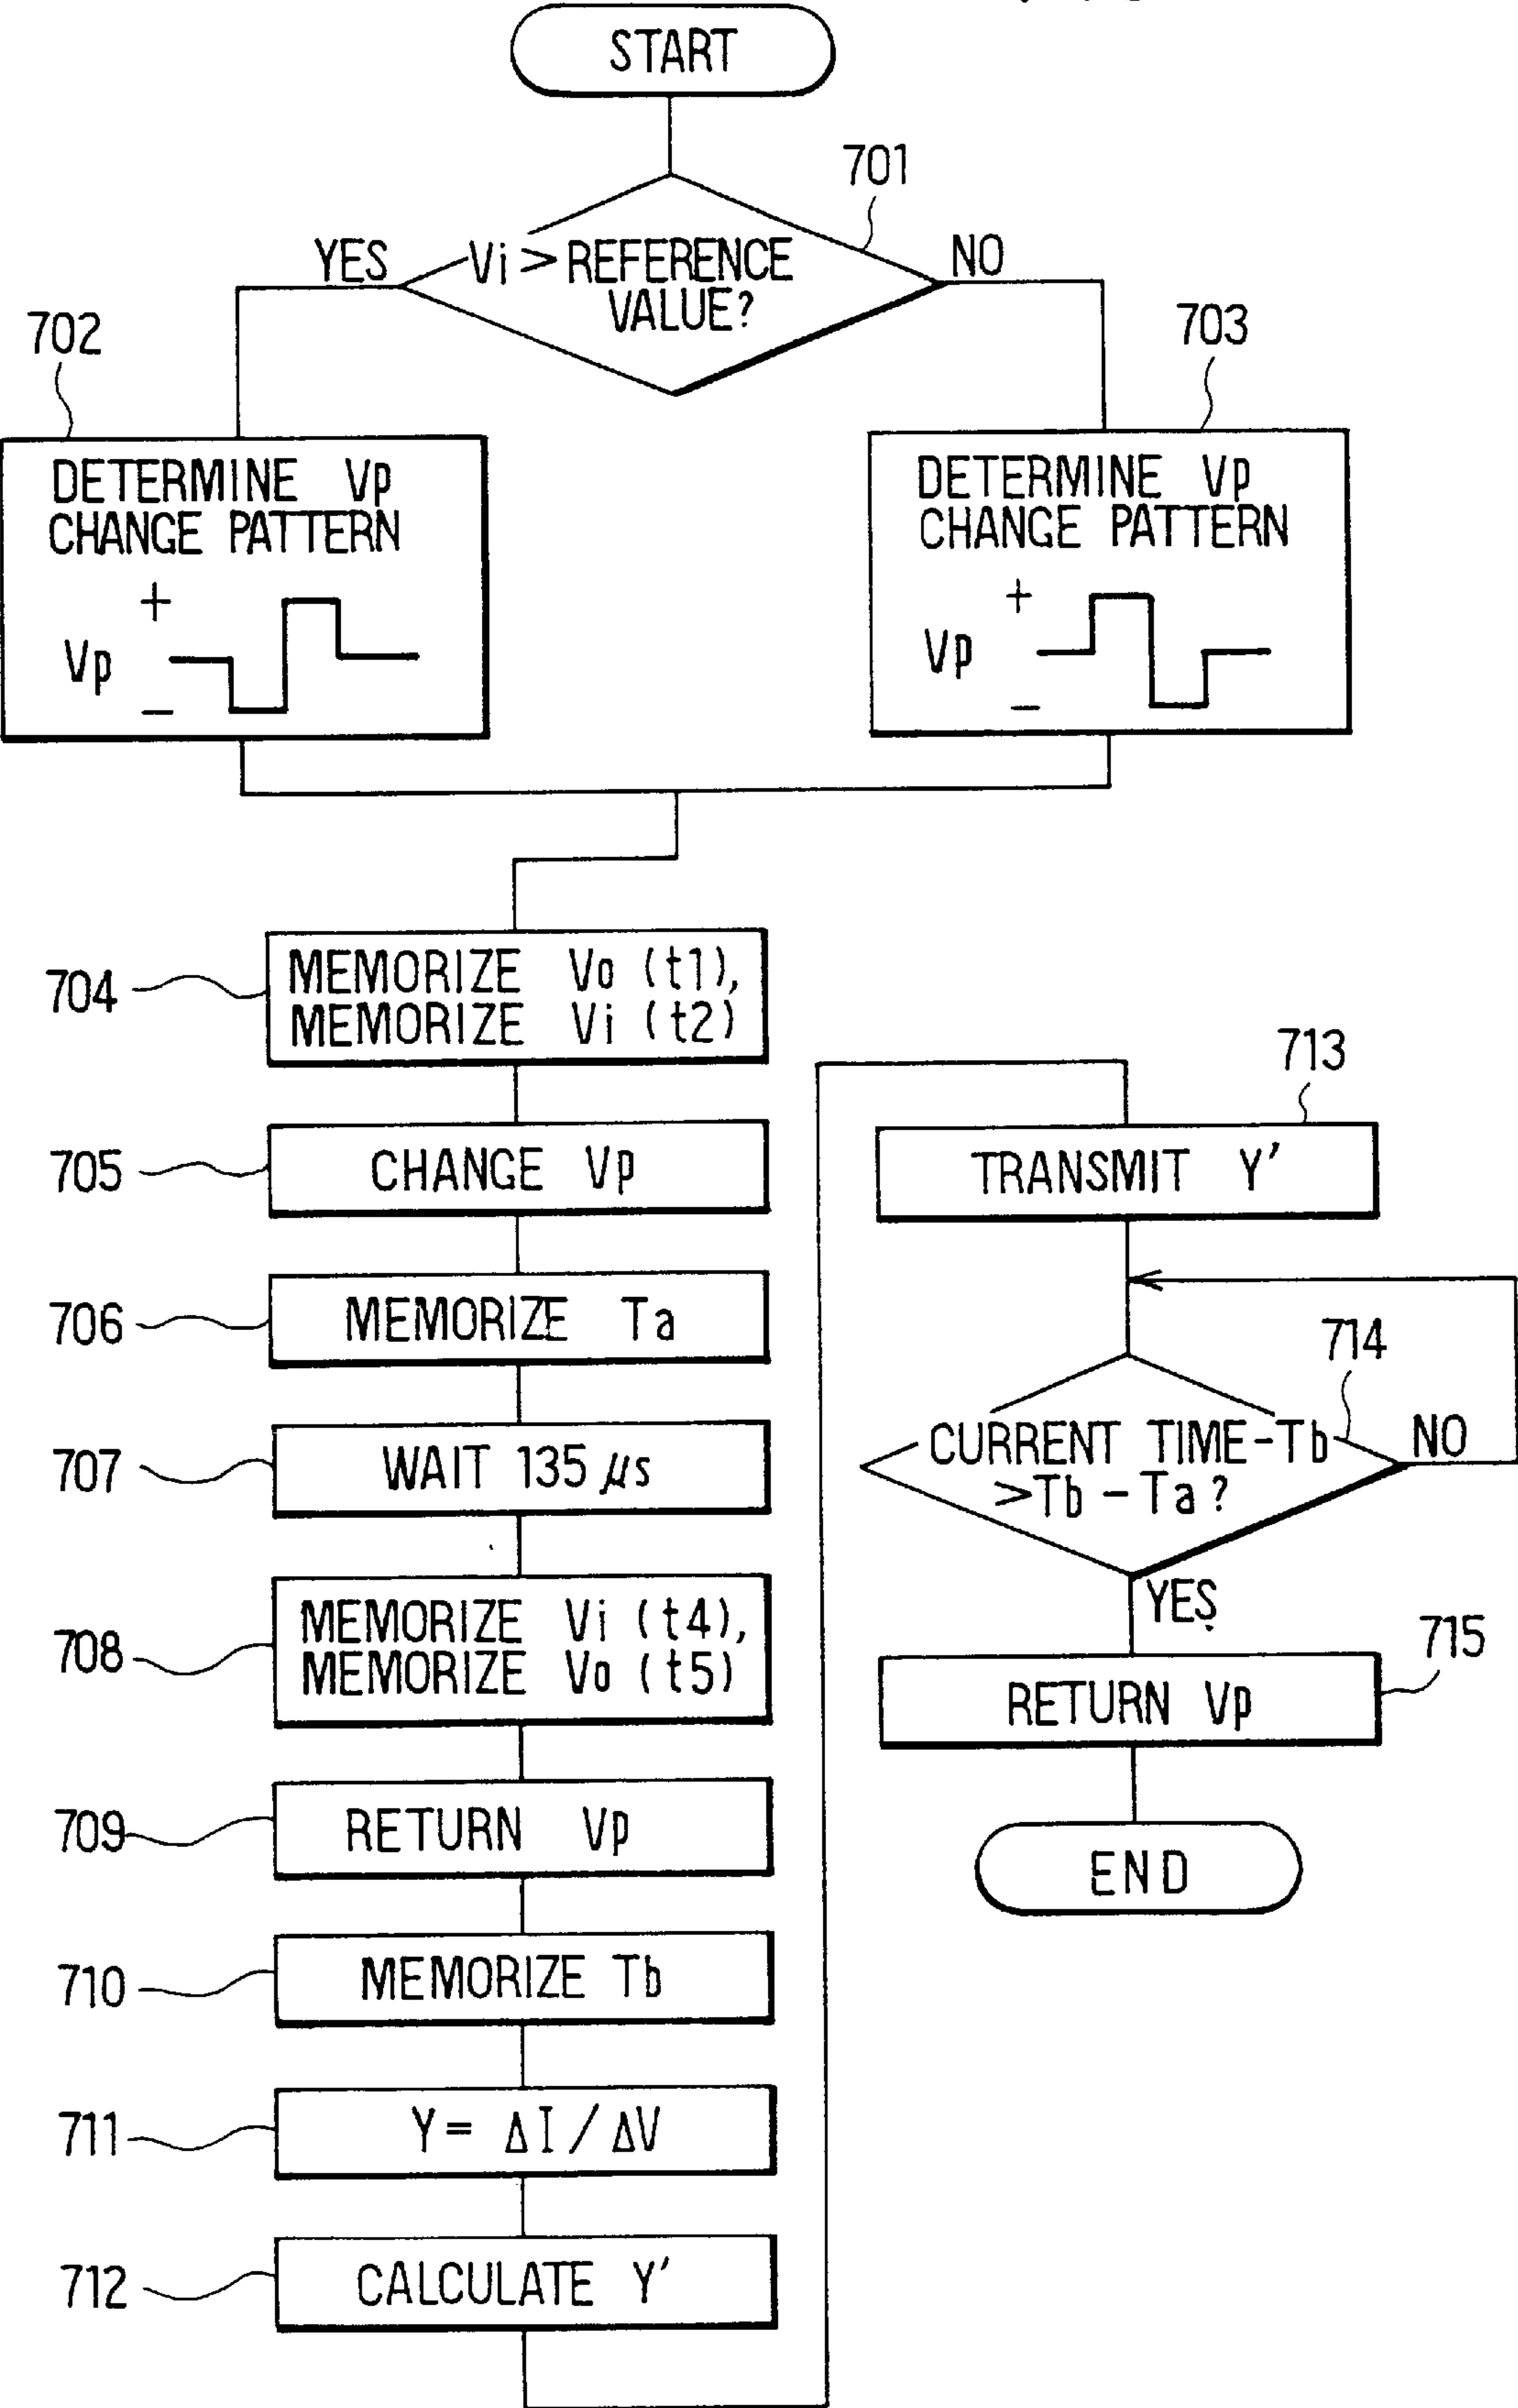 START
701
YES
Vi > REFERENCE
VALUE?
NO
702
703
DETERMINE Vp
CHANGE PATTERN
+
Vp
−
DETERMINE Vp
CHANGE PATTERN
+
Vp
−
704
MEMORIZE Vo (t1),
MEMORIZE Vi (t2)
705
CHANGE Vp
706
MEMORIZE Ta
707
WAIT 135 μs
708
MEMORIZE Vi (t4),
MEMORIZE Vo (t5)
709
RETURN Vp
710
MEMORIZE Tb
711
Y = ΔI / ΔV
712
CALCULATE Y'
713
TRANSMIT Y'
714
CURRENT TIME-Tb
>Tb - Ta ?
NO
YES
715
RETURN Vp
END